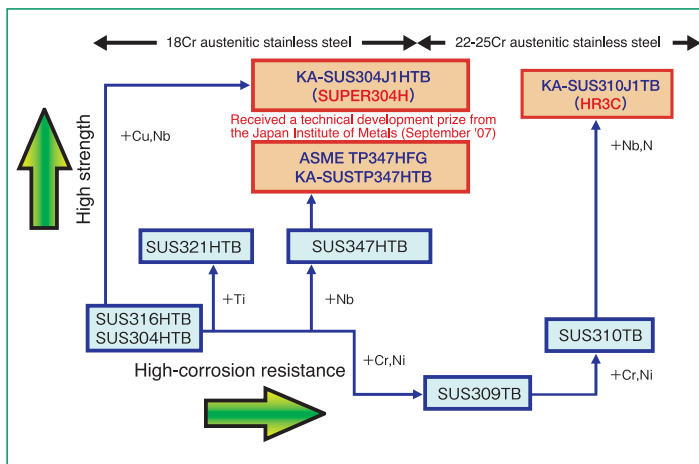 18Cr austenitic stainless steel
22-25Cr austenitic stainless steel
KA-SUS304J1HTB
(SUPER304H)
KA-SUS310J1TB
(HR3C)
Received a technical development prize from
the Japan Institute of Metals (September '07)
+Cu,Nb
+Nb,N
High strength
ASME TP347HFG
KA-SUSTP347HTB
SUS321HTB
SUS347HTB
+Ti
+Nb
SUS316HTB
SUS304HTB
SUS310TB
+Cr,Ni
High-corrosion resistance
+Cr,Ni
SUS309TB